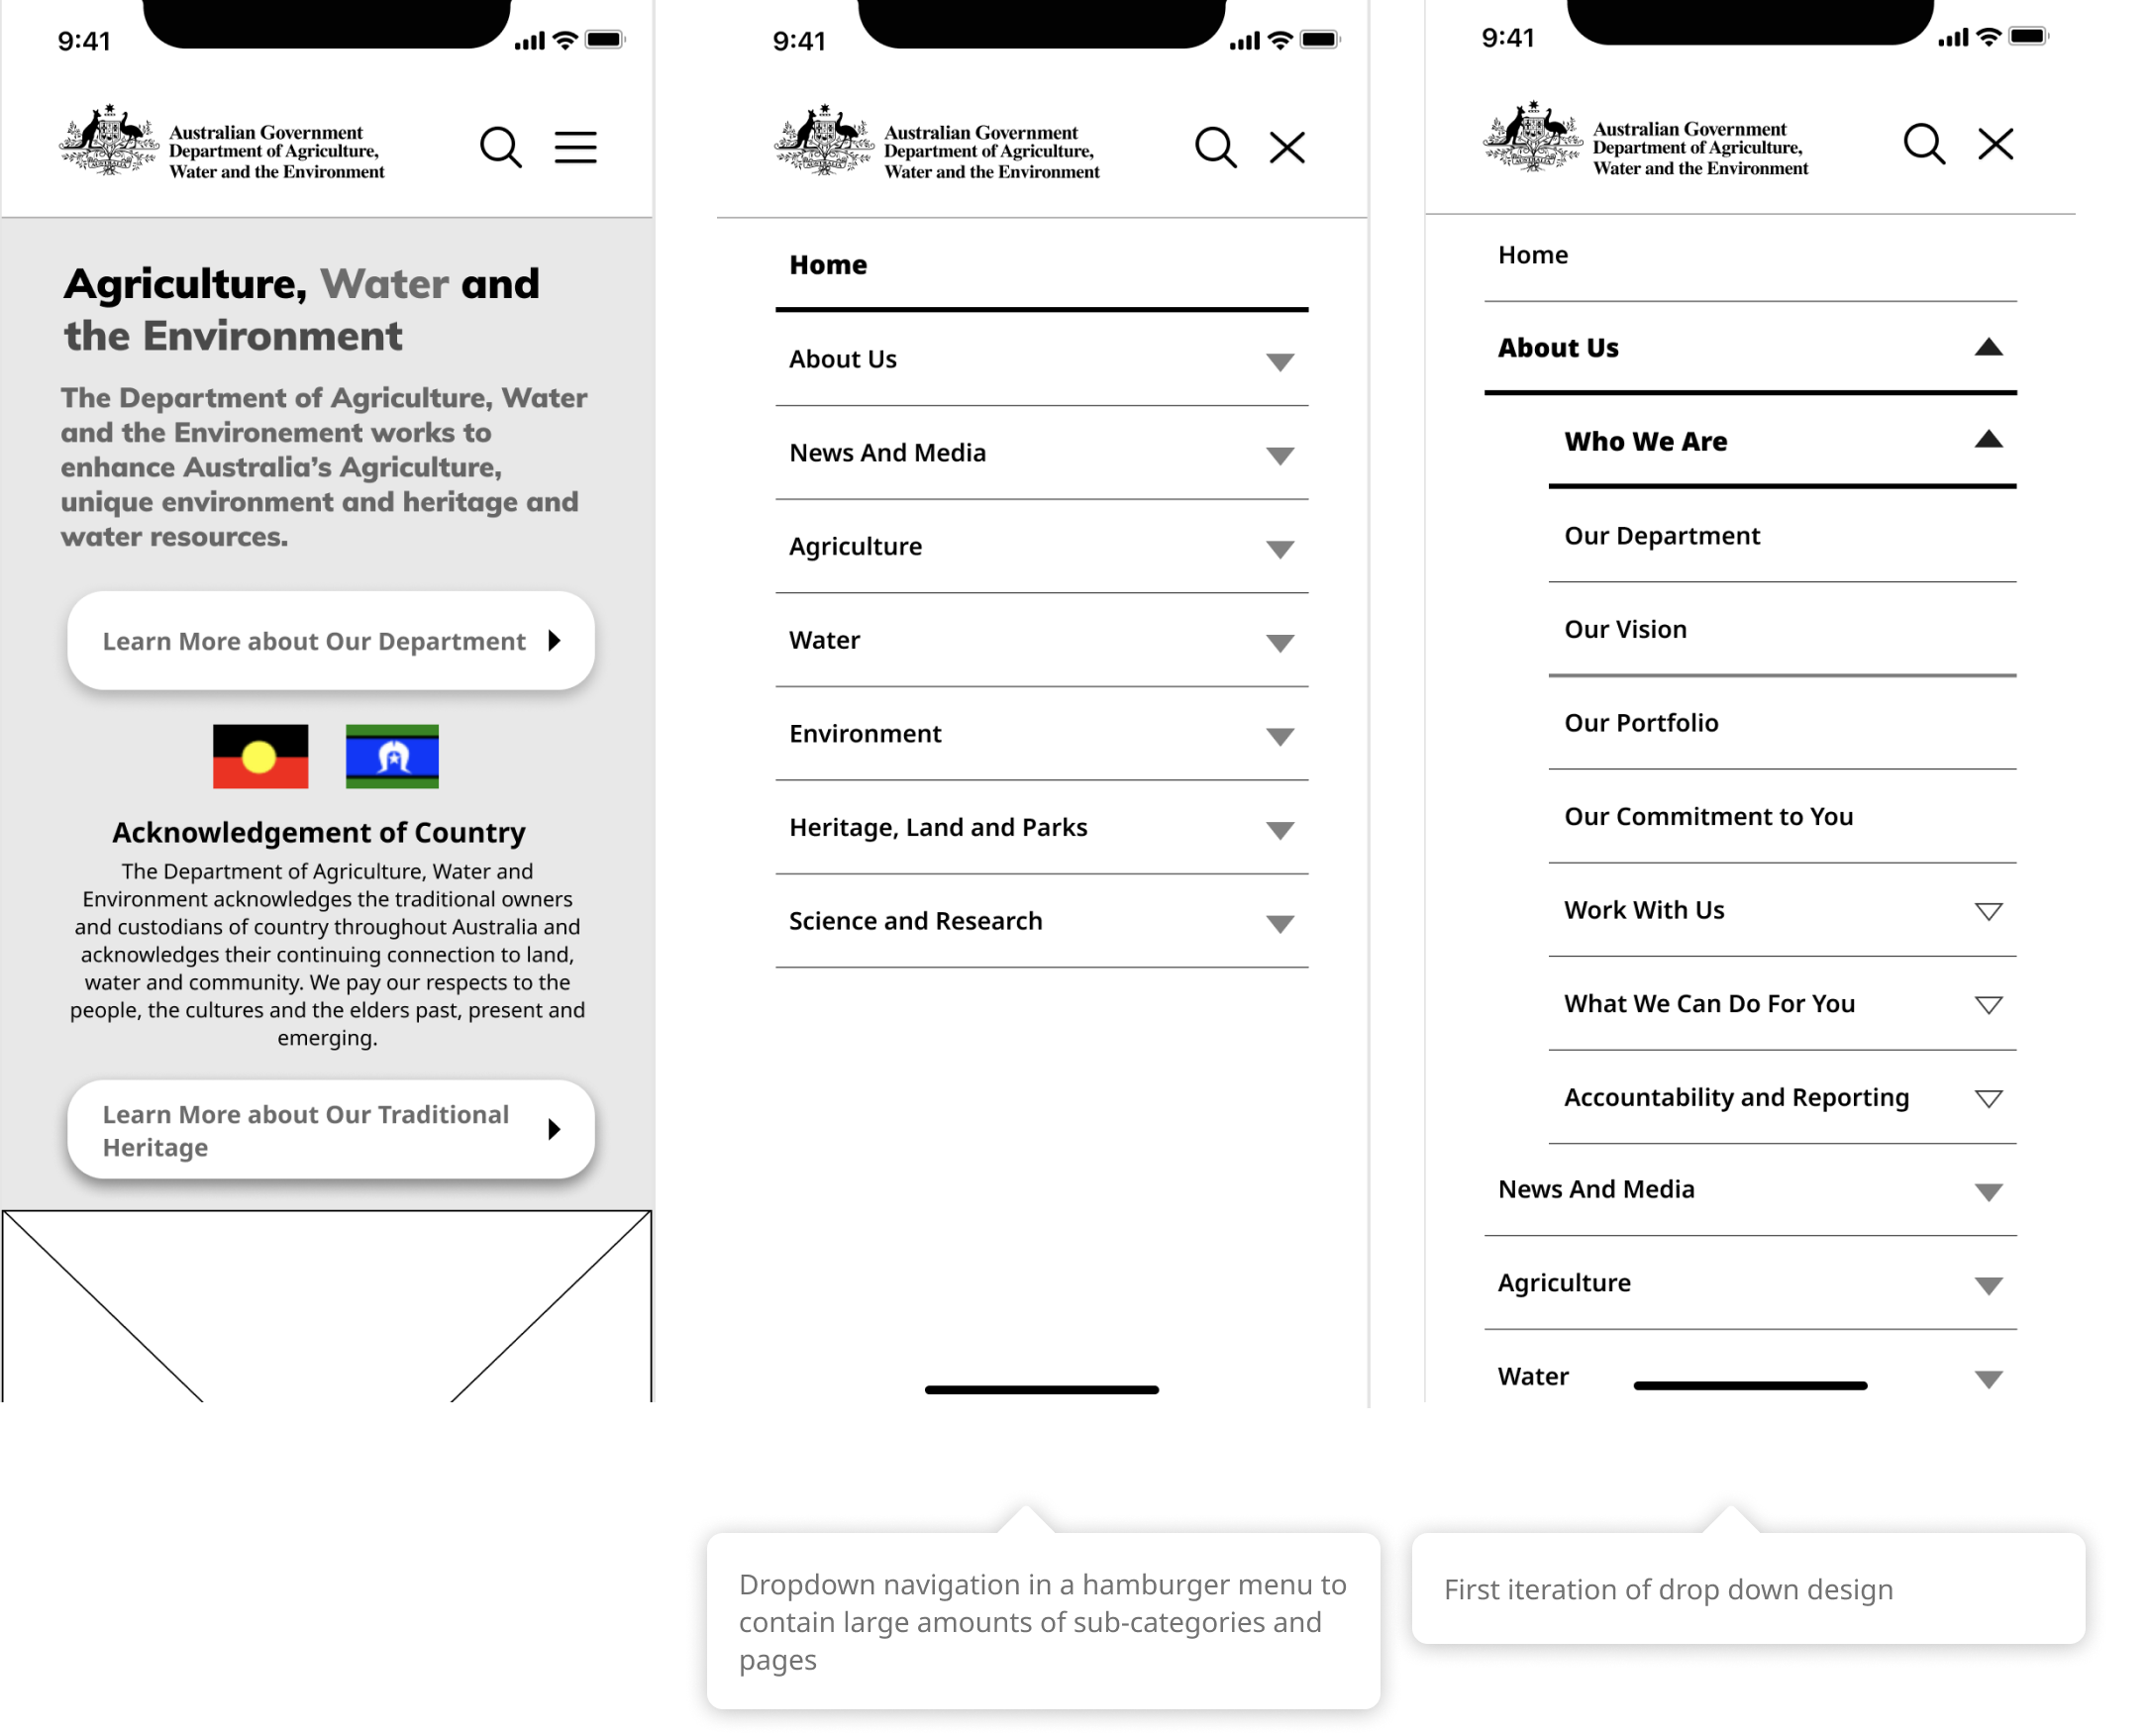 9:41
Australian Government
Department of Agriculture,
Water and the Environment
Agriculture, Water and
the Environment
The Department of Agriculture, Water
and the Environement works to
enhance Australia's Agriculture,
unique environment and heritage and
water resources.
Learn More about Our Department
Acknowledgement of Country
The Department of Agriculture, Water and
Environment acknowledges the traditional owners
and custodians of country throughout Australia and
acknowledges their continuing connection to land,
water and community. We pay our respects to the
people, the cultures and the elders past, present and
emerging.
Learn More about Our Traditional
Heritage
9:41
Australian Government
Department of Agriculture,
Water and the Environment
Home
About Us
News And Media
Agriculture
Water
Environment
Heritage, Land and Parks
Science and Research
Dropdown navigation in a hamburger menu to
contain large amounts of sub-categories and
pages
9:41
Australian Government
Department of Agriculture,
Water and the Environment
Home
About Us
Who We Are
Our Department
Our Vision
Our Portfolio
Our Commitment to You
Work With Us
What We Can Do For You
Accountability and Reporting
News And Media
Agriculture
Water
First iteration of drop down design